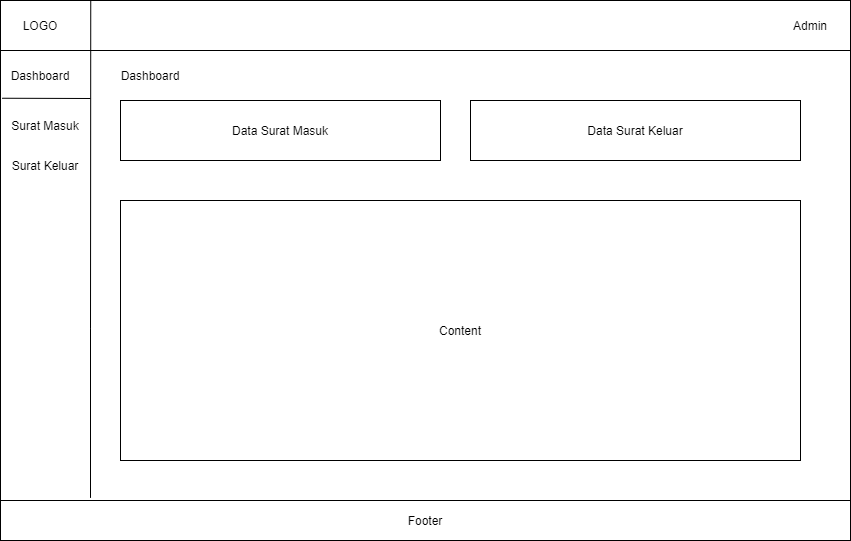 LOGO
Admin
Dashboard
Surat Masuk
Surat Keluar
Dashboard
Data Surat Masuk
Data Surat Keluar
Content
Footer